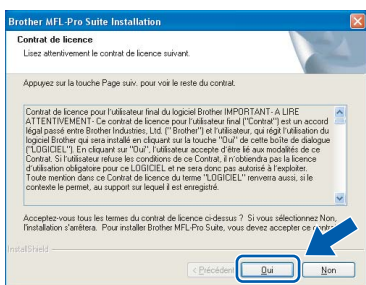 Brother MFL-Pro Suite Installation
Contrat de licence
Lisez attentivement le contrat de licence suivant.
Appuyez sur la touche Page suiv. pour voir le reste du contrat.
Contrat de licence pour l'utilisateur final du logiciel Brother IMPORTANT- A LIRE
ATTENTIVEMENT- Ce contrat de licence pour l'utilisateur final ("Contrat") est un accord
légal passé entre Brother Industries, Ltd. ("Brother") et l'utilisateur, qui régit l'utilisation du
logiciel Brother qui sera installé en cliquant sur la touche "Oui" de cette boîte de dialogue
("LOGICIEL"). En cliquant sur "Oui", l'utilisateur accepte d'être lié aux modalités de ce
Contrat. Si l'utilisateur refuse les conditions de ce Contrat, il n'obtiendra pas la licence
d'utilisation obligatoire pour ce LOGICIEL et ne sera donc pas autorisé à l'exploiter.
Toute mention dans ce Contrat de licence du terme "LOGICIEL" renverra aussi, si le
contexte le permet, au support sur lequel il est enregistré.
Acceptez-vous tous les termes du contrat de licence ci-dessus ? Si vous sélectionnez Non,
l'installation s'arrêtera. Pour installer Brother MFL-Pro Suite, vous devez accepter ce contrat.
InstallShield
< Précédent Oui Non